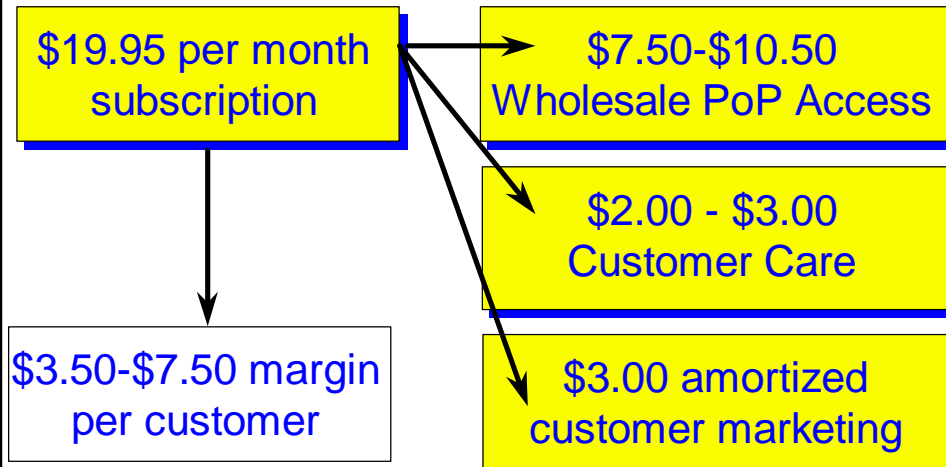 $19.95 per month
subscription
$7.50-$10.50
Wholesale PoP Access
$2.00 - $3.00
Customer Care
$3.50-$7.50 margin
per customer
$3.00 amortized
customer marketing